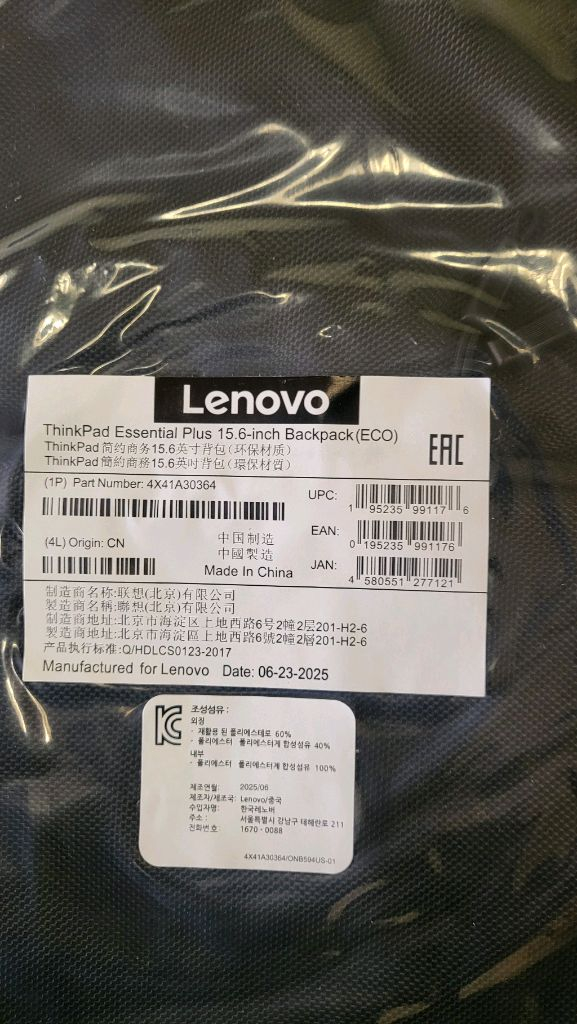 Lenovo
ThinkPad Essential Plus 15.6-inch Backpack(ECO)
ThinkPad 简约商务15.6英寸背包(环保材质)
ThinkPad 簡約商務15.6英吋背包(環保材質)
EAC
(1P) Part Number: 4X41A30364
UPC:
1 95235 99117 6
(4L) Origin: CN
中国制造
中國製造
Made In China
EAN:
0 195235 991176
JAN:
4 580551 277121
制造商名称:联想(北京)有限公司
製造商名稱:聯想(北京)有限公司
制造商地址:北京市海淀区上地西路6号2幢2层201-H2-6
製造商地址:北京市海淀區上地西路6號2幢2層201-H2-6
产品执行标准:Q/HDLCS0123-2017
Manufactured for Lenovo Date: 06-23-2025
조성섬유:
외징
- 재활용 된 폴리에스테로 60%
- 폴리에스터 폴리에스터계 합성섬유 40%
내부
- 폴리에스터 폴리에스터계 합성섬유 100%
제조연월: 2025/06
제조자/제조국: Lenovo/중국
수입자명: 한국레노버
주소: 서울특별시 강남구 테헤란로 211
전화번호: 1670-0088
4X41A30364/ONB594US-01